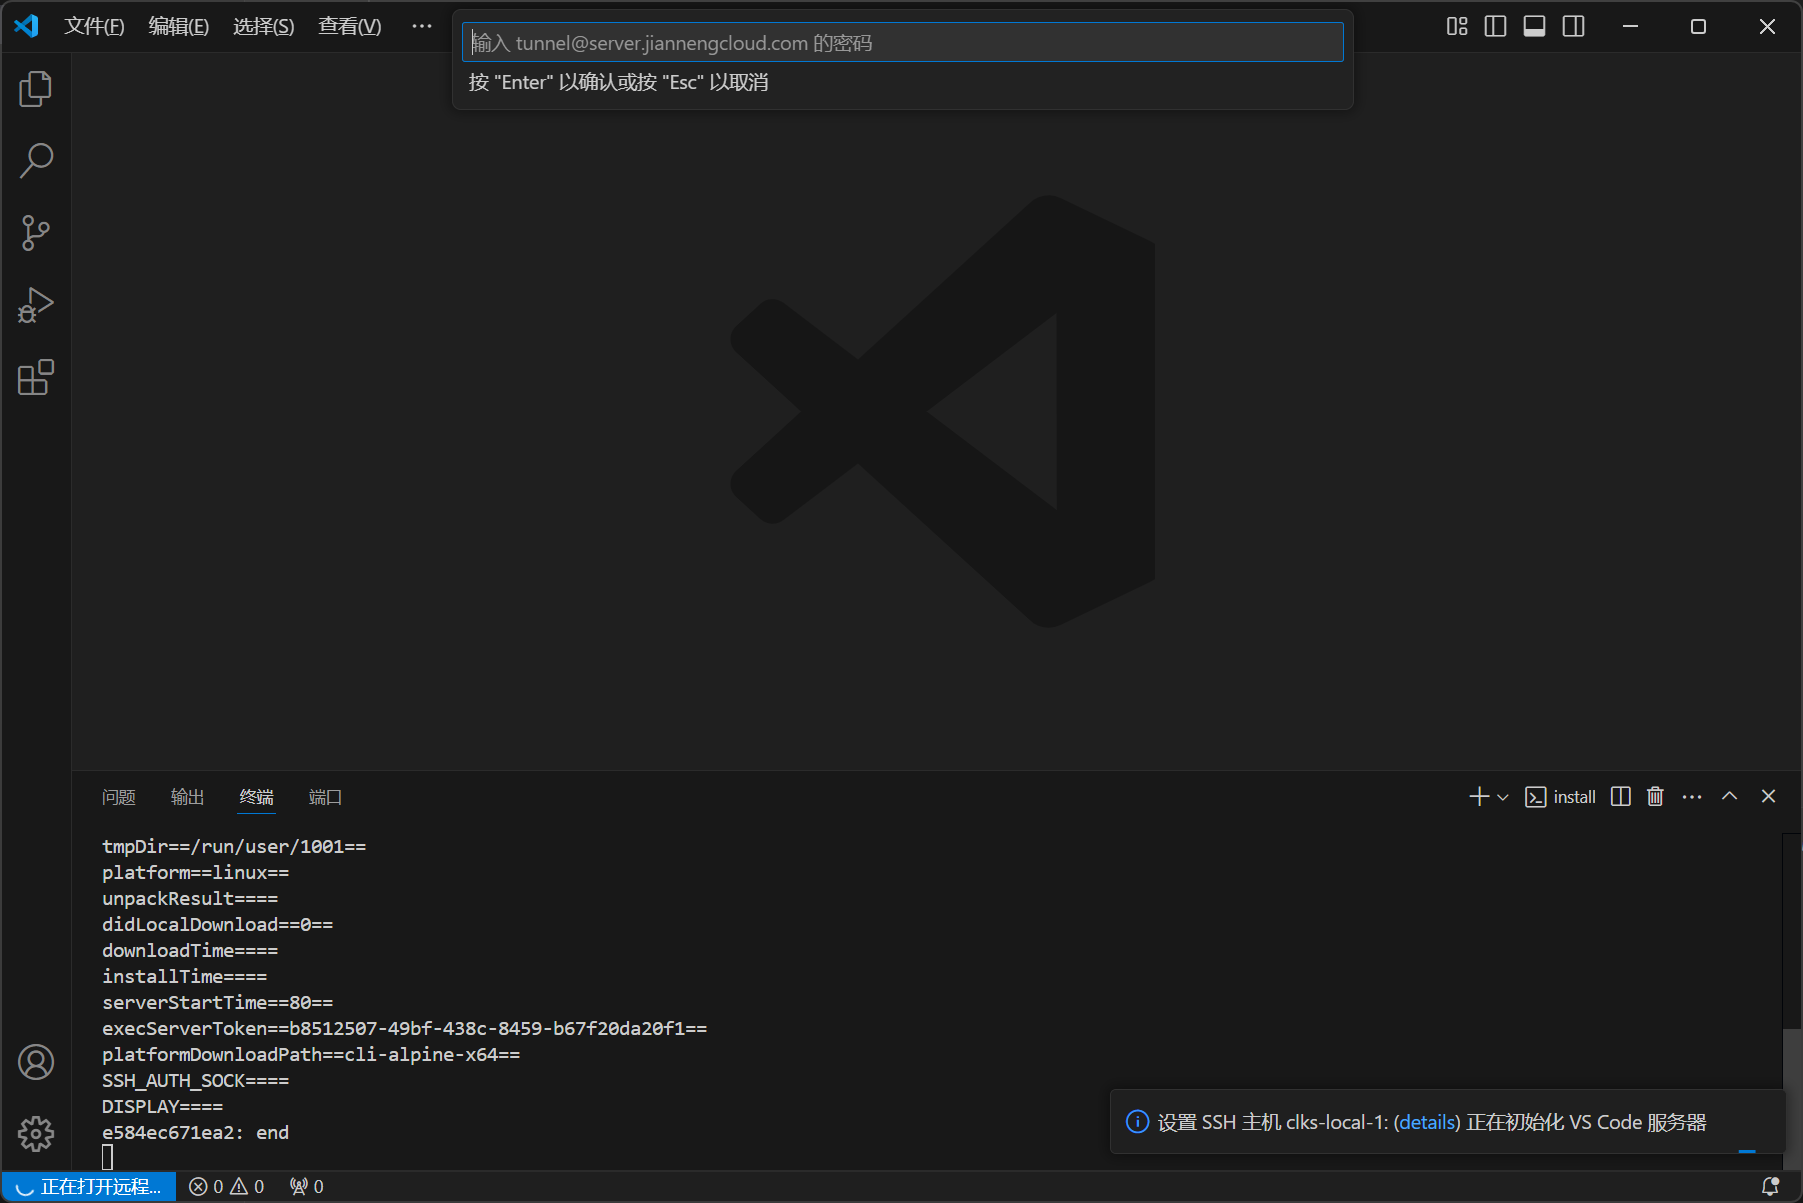 文件(F) 编辑(E) 选择(S) 查看(V) ···
输入 tunnel@server.jiannengcloud.com 的密码
按 "Enter" 以确认或按 "Esc" 以取消
问题 输出 终端 端口
install
tmpDir==/run/user/1001==
platform==linux==
unpackResult====
didLocalDownload==0==
downloadTime====
installTime====
serverStartTime==80==
execServerToken==b8512507-49bf-438c-8459-b67f20da20f1==
platformDownloadPath==cli-alpine-x64==
SSH_AUTH_SOCK====
DISPLAY====
e584ec671ea2: end
设置 SSH 主机 clks-local-1: (details) 正在初始化 VS Code 服务器
正在打开远程... 0 0 0